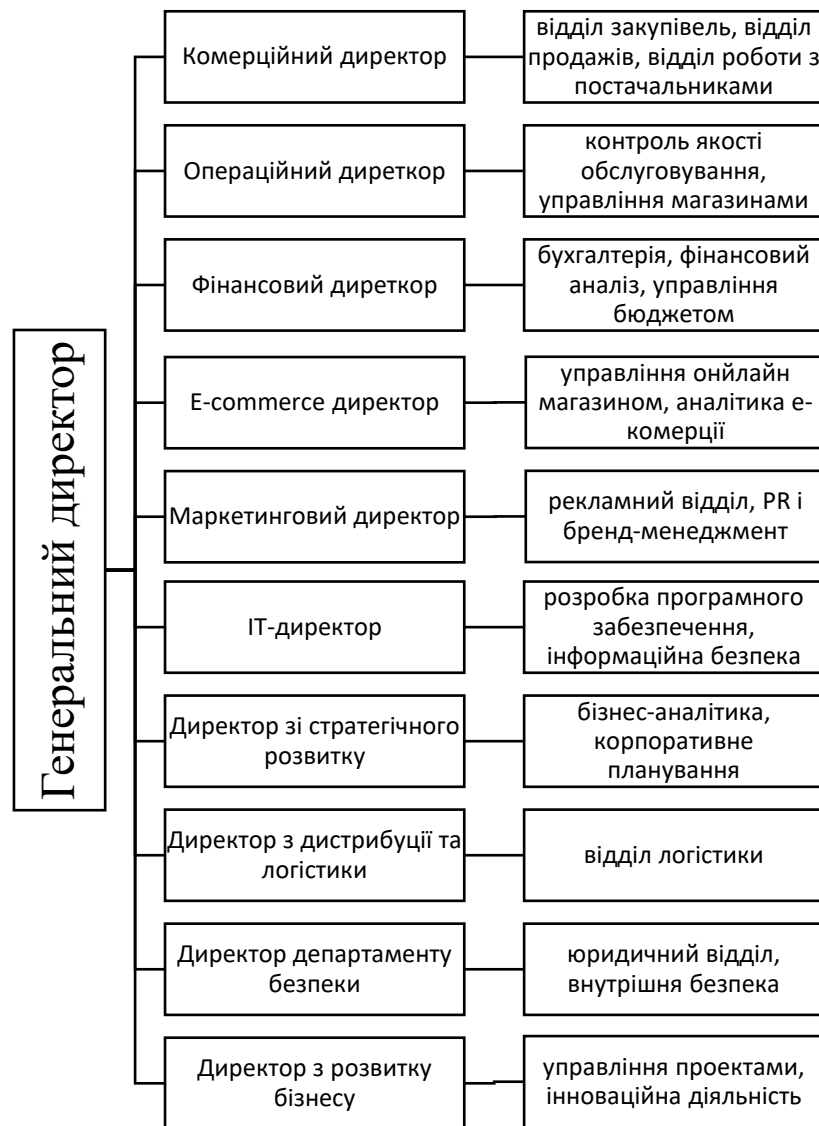 Генеральний директор
Комерційний директор
відділ закупівель, відділ
продажів, відділ роботи з
постачальниками
Операційний диреткор
контроль якості
обслуговування,
управління магазинами
Фінансовий диреткор
бухгалтерія, фінансовий
аналіз, управління
бюджетом
E-commerce директор
управління онйлайн
магазином, аналітика е-
комерції
Маркетинговий директор
рекламний відділ, PR і
бренд-менеджмент
ІТ-директор
розробка програмного
забезпечення,
інформаційна безпека
Директор зі стратегічного
розвитку
бізнес-аналітика,
корпоративне
планування
Директор з дистрибуції та
логістики
відділ логістики
Директор департаменту
безпеки
юридичний відділ,
внутрішня безпека
Директор з розвитку
бізнесу
управління проектами,
інноваційна діяльність